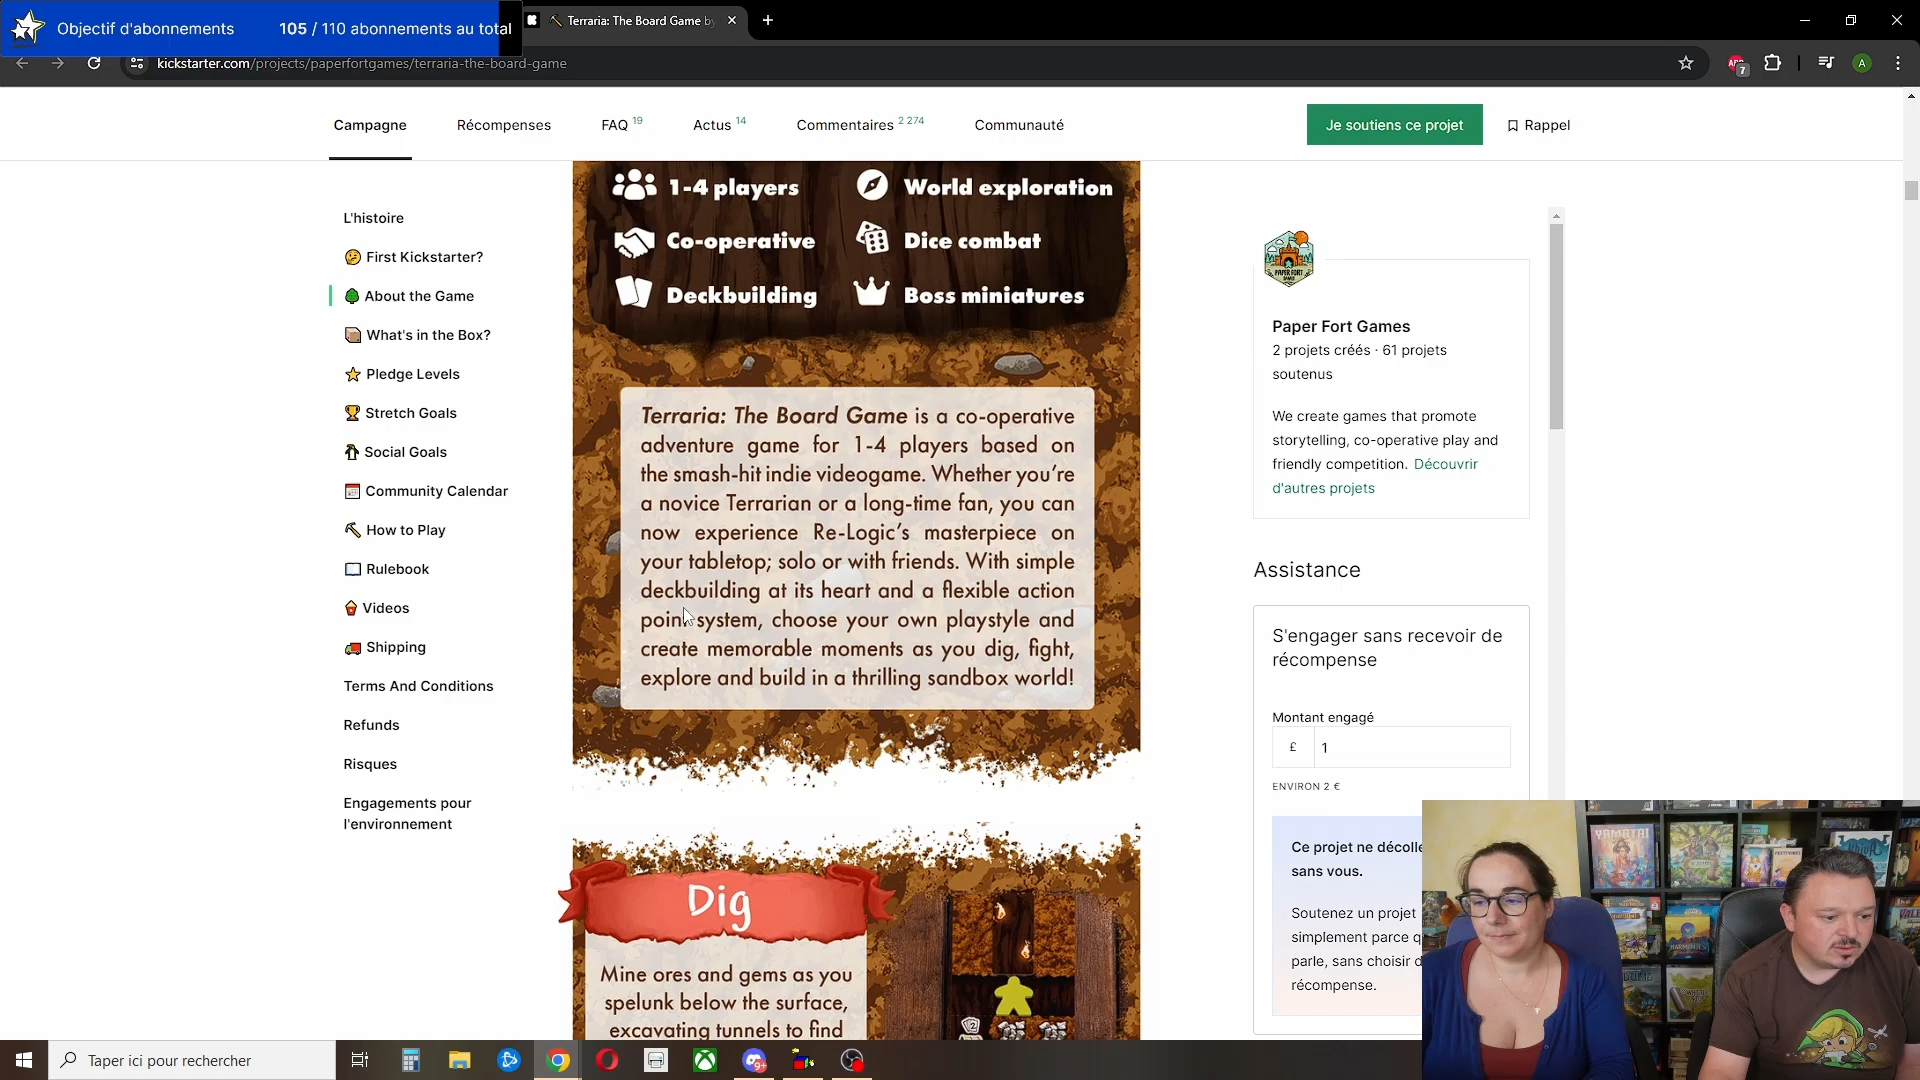 Objectif d'abonnements
105 / 110 abonnements au total
Terraria: The Board Game by
kickstarter.com/projects/paperfortgames/terraria-the-board-game
7
A
Campagne
Récompenses
FAQ 19
Actus 14
Commentaires 2 274
Communauté
Je soutiens ce projet
Rappel
L'histoire
First Kickstarter?
About the Game
What's in the Box?
Pledge Levels
Stretch Goals
Social Goals
Community Calendar
How to Play
Rulebook
Videos
Shipping
Terms And Conditions
Refunds
Risques
Engagements pour
l'environnement
1-4 players
World exploration
Co-operative
Dice combat
Deckbuilding
Boss miniatures
Terraria: The Board Game is a co-operative
adventure game for 1-4 players based on
the smash-hit indie videogame. Whether you're
a novice Terrarian or a long-time fan, you can
now experience Re-Logic's masterpiece on
your tabletop; solo or with friends. With simple
deckbuilding at its heart and a flexible action
point system, choose your own playstyle and
create memorable moments as you dig, fight,
explore and build in a thrilling sandbox world!
Dig
Mine ores and gems as you
spelunk below the surface,
excavating tunnels to find
2
PAPER FORT
GAMES
Paper Fort Games
2 projets créés · 61 projets
soutenus
We create games that promote
storytelling, co-operative play and
friendly competition. Découvrir
d'autres projets
Assistance
S'engager sans recevoir de
récompense
Montant engagé
£ 1
ENVIRON 2 €
Ce projet ne décolle
sans vous.
Soutenez un projet
simplement parce q
parle, sans choisir d
récompense.
YAMATAI
HARMONIES
Taper ici pour rechercher
9+